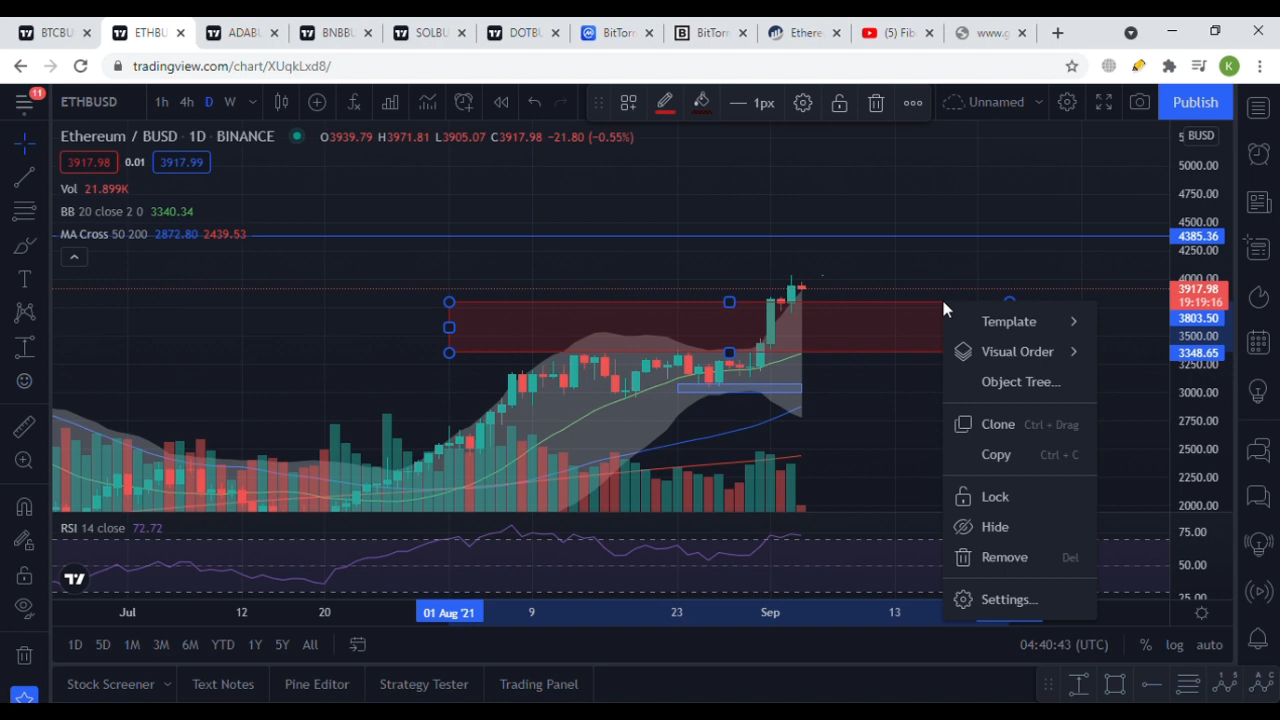 BTCBU ETHBU ADABU BNBBU SOLBU DOTBU BitTorr BitTorr Ethere (5) Fib www.g
tradingview.com/chart/XUqkLxd8/ K
11 ETHBUSD 1h 4h D W 1px Unnamed Publish
Ethereum / BUSD · 1D · BINANCE O3939.79 H3971.81 L3905.07 C3917.98 -21.80 (-0.55%) BUSD
3917.98 0.01 3917.99
Vol 21.899K
BB 20 close 2 0 3340.34
MA Cross 50 200 2872.80 2439.53
5000.00
4750.00
4500.00
4385.36
4250.00
4000.00
3917.98
19:19:16
3803.50
3500.00
3348.65
3250.00
3000.00
2750.00
2500.00
2250.00
2000.00
Template
Visual Order
Object Tree...
Clone Ctrl + Drag
Copy Ctrl + C
Lock
Hide
Remove Del
Settings...
RSI 14 close 72.72
75.00
50.00
25.00
Jul 12 20 01 Aug '21 9 23 Sep 13
1D 5D 1M 3M 6M YTD 1Y 5Y All 04:40:43 (UTC) % log auto
Stock Screener Text Notes Pine Editor Strategy Tester Trading Panel